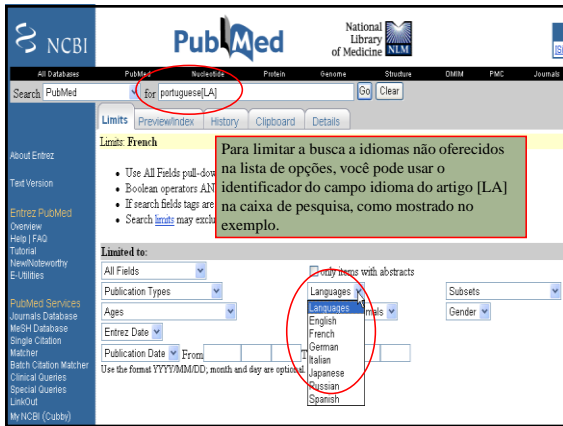 NCBI
PubMed
National
Library
of Medicine NLM
All Databases PubMed Nucleotide Protein Genome Structure OMIM PMC Journals
Search PubMed for portuguese[LA] Go Clear
Limits Preview/Index History Clipboard Details
Limits: French
Para limitar a busca a idiomas não oferecidos
na lista de opções, você pode usar o
identificador do campo idioma do artigo [LA]
na caixa de pesquisa, como mostrado no
exemplo.
Use All Fields pull-dow
Boolean operators AN
If search fields tags are
Search limits may exclu
About Entrez
Text Version
Entrez PubMed
Overview
Help | FAQ
Tutorial
New/Noteworthy
E-Utilities
PubMed Services
Journals Database
MeSH Database
Single Citation
Matcher
Batch Citation Matcher
Clinical Queries
Special Queries
LinkOut
My NCBI (Cubby)
Limited to:
All Fields only items with abstracts
Publication Types Languages Subsets
Ages mals Gender
Entrez Date
Publication Date From T
Use the format YYYY/MM/DD; month and day are optional.
Languages
English
French
German
Italian
Japanese
Russian
Spanish